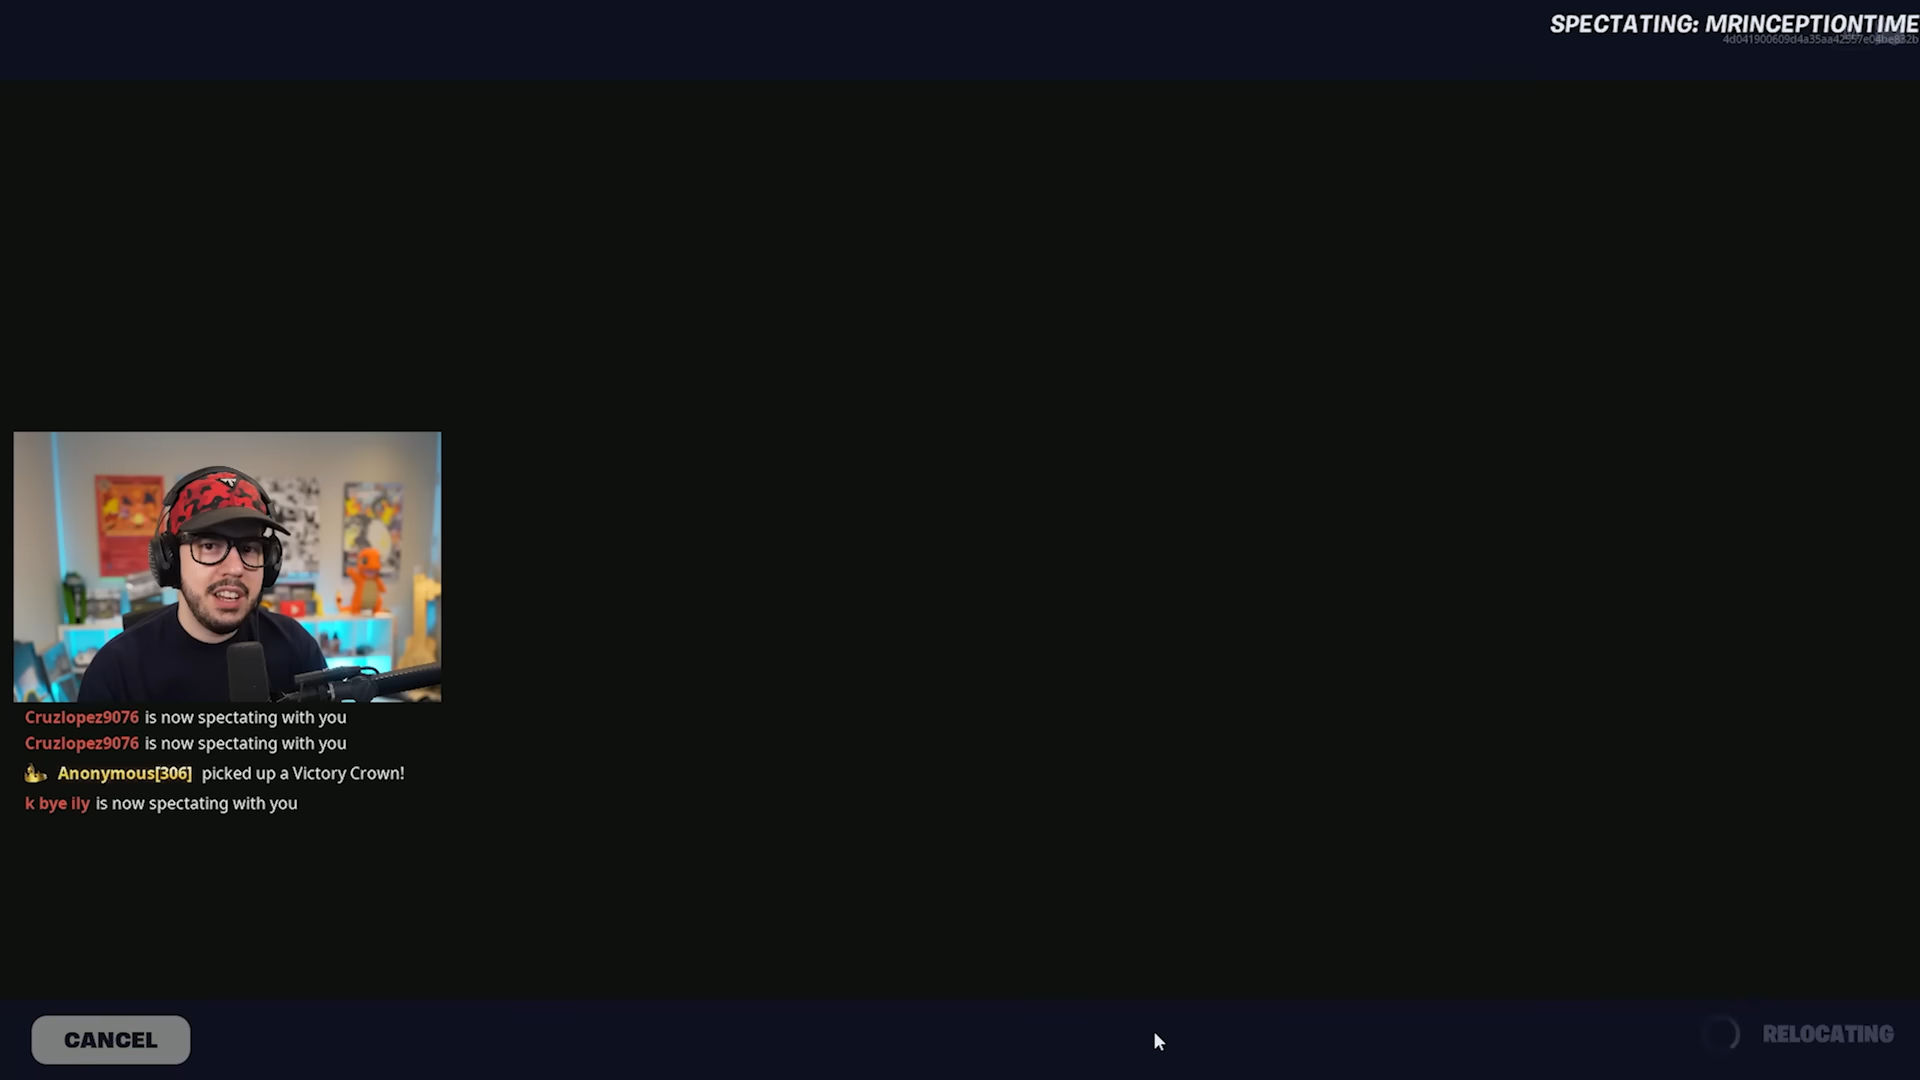 SPECTATING: MRINCEPTIONTIME
Cruzlopez9076 is now spectating with you
Cruzlopez9076 is now spectating with you
Anonymous[306] picked up a Victory Crown!
k bye ily is now spectating with you
CANCEL
RELOCATING